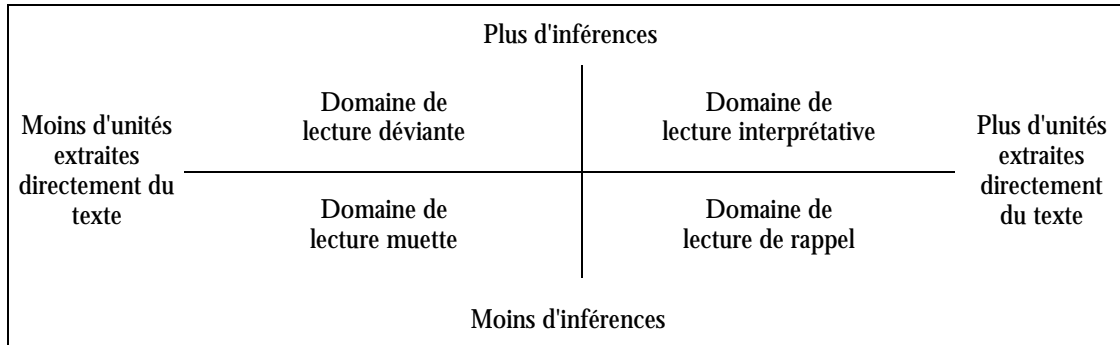 Plus d'inférences
Moins d'unités
extraites
directement du
texte
Domaine de
lecture déviante
Domaine de
lecture interprétative
Plus d'unités
extraites
directement
du texte
Domaine de
lecture muette
Domaine de
lecture de rappel
Moins d'inférences